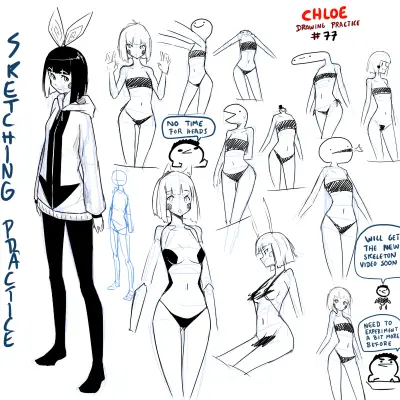 SKETCHING PRACTICE
CHLOE
DRAWING PRACTICE
#77
NO TIME
FOR HEADS
WILL GET
THE NEW
SKELETON
VIDEO SOON
NEED TO
EXPERIMENT
A BIT MORE
BEFORE